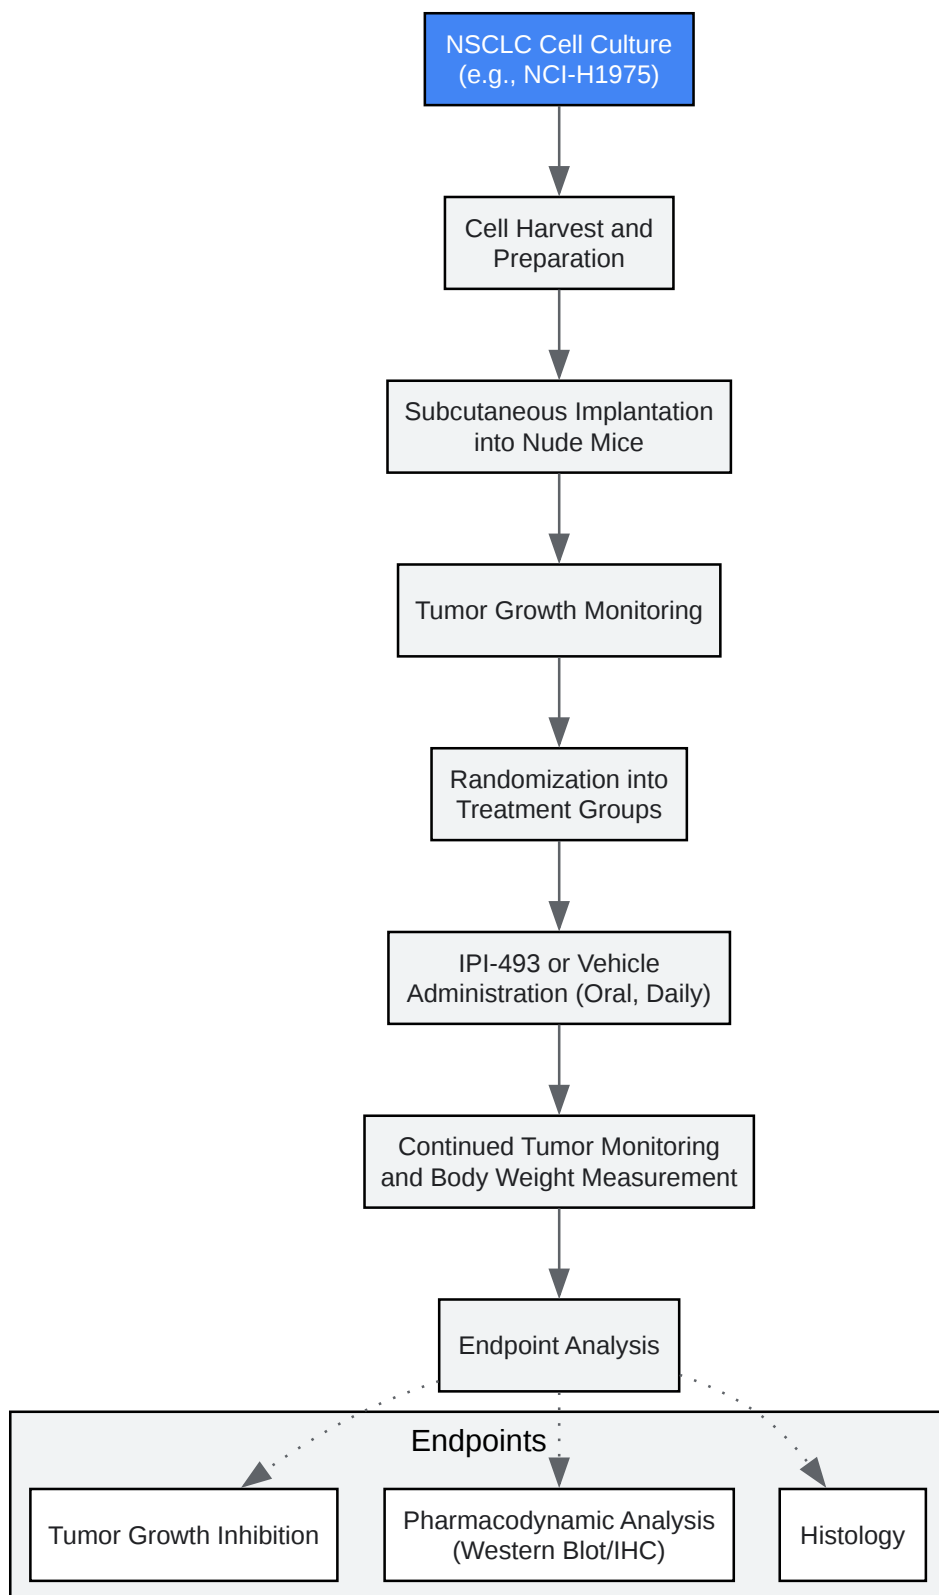 NSCLC Cell Culture
(e.g., NCI-H1975)
Cell Harvest and
Preparation
Subcutaneous Implantation
into Nude Mice
Tumor Growth Monitoring
Randomization into
Treatment Groups
IPI-493 or Vehicle
Administration (Oral, Daily)
Continued Tumor Monitoring
and Body Weight Measurement
Endpoint Analysis
Endpoints
Tumor Growth Inhibition
Pharmacodynamic Analysis
(Western Blot/IHC)
Histology